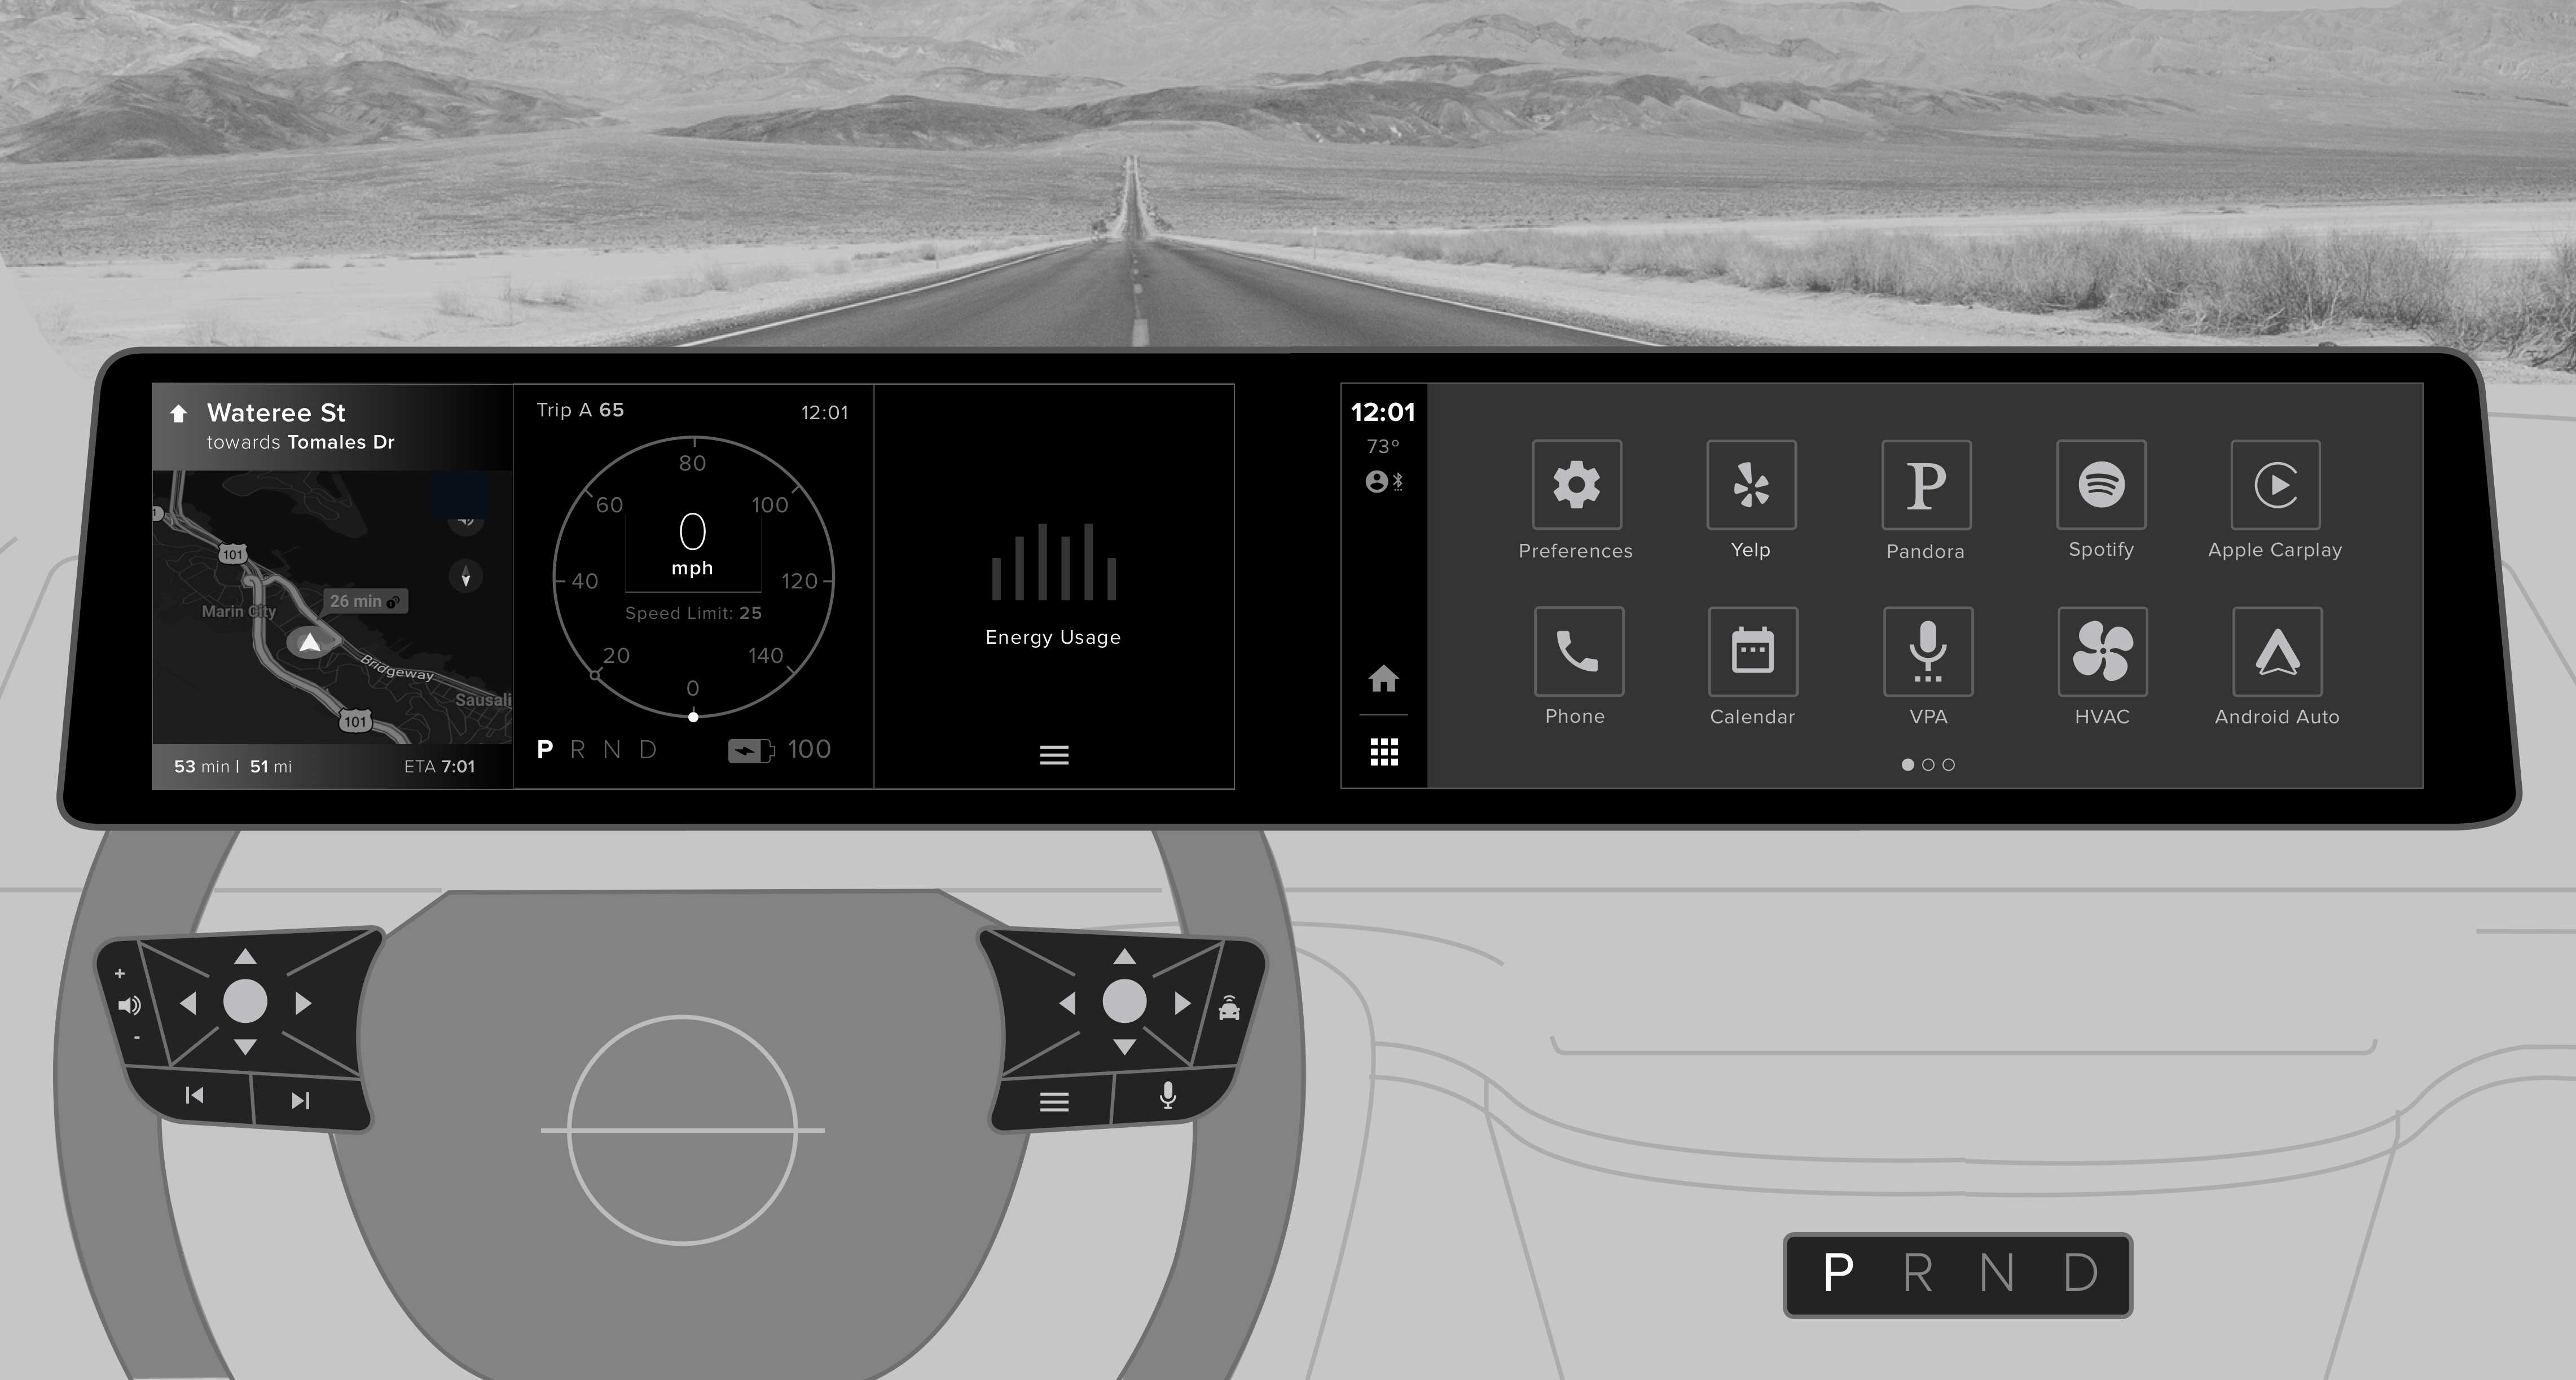 Wateree St
towards Tomales Dr
101
Marin City
26 min
Bridgeway
Sausali
101
53 min | 51 mi
ETA 7:01
Trip A 65
12:01
80
60
100
0
mph
40
120
Speed Limit: 25
20
140
0
P R N D
100
Energy Usage
12:01
73°
Preferences
Yelp
P
Pandora
Spotify
Apple Carplay
Phone
Calendar
VPA
HVAC
Android Auto
+
-
P R N D